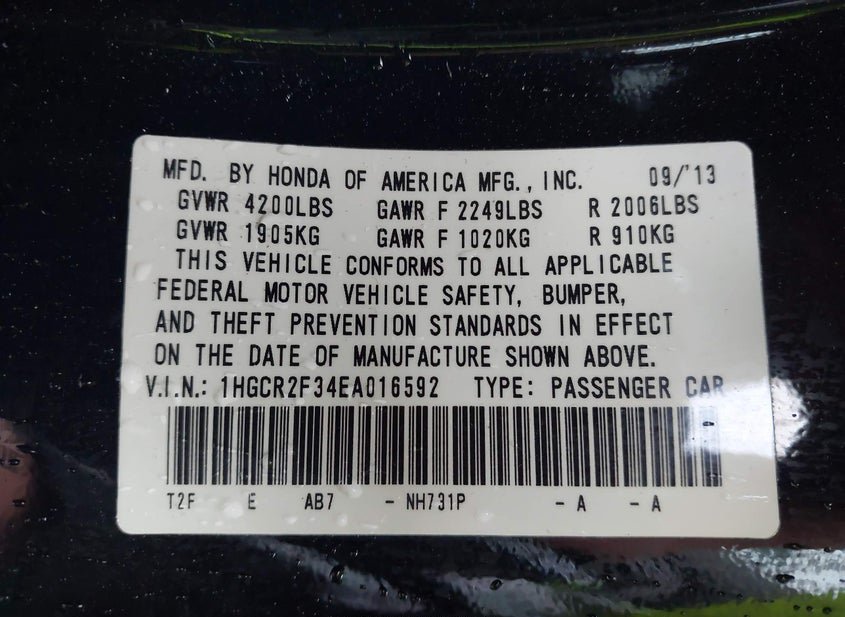 MFD. BY HONDA OF AMERICA MFG., INC. 09/'13
GVWR 4200LBS GAWR F 2249LBS R 2006LBS
GVWR 1905KG GAWR F 1020KG R 910KG
THIS VEHICLE CONFORMS TO ALL APPLICABLE
FEDERAL MOTOR VEHICLE SAFETY, BUMPER,
AND THEFT PREVENTION STANDARDS IN EFFECT
ON THE DATE OF MANUFACTURE SHOWN ABOVE.
V.I.N.: 1HGCR2F34EA016592 TYPE: PASSENGER CAR
T2F E AB7 - NH731P - A - A